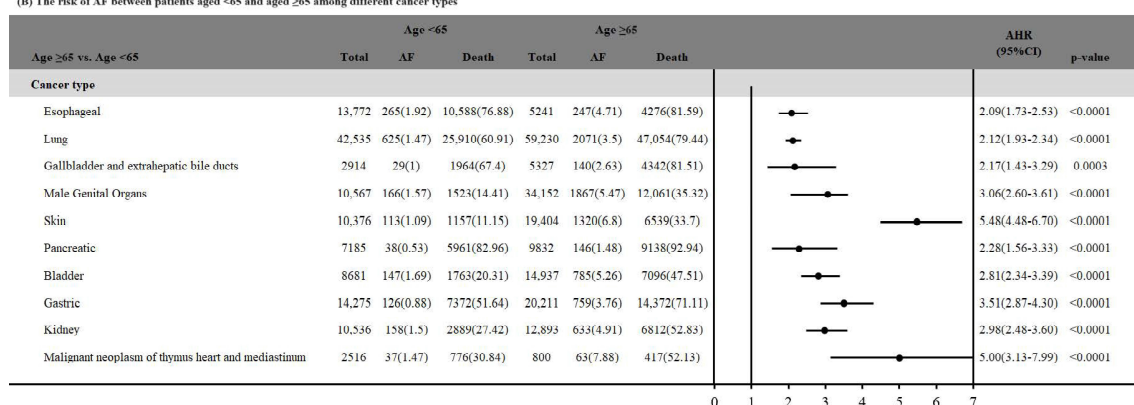 (B) The risk of AF between patients aged <65 and aged ≥65 among different cancer types
Age <65 Age ≥65 AHR
(95%CI)
Age ≥65 vs. Age <65 Total AF Death Total AF Death p-value
Cancer type
Esophageal 13,772 265(1.92) 10,588(76.88) 5241 247(4.71) 4276(81.59) 2.09(1.73-2.53) <0.0001
Lung 42,535 625(1.47) 25,910(60.91) 59,230 2071(3.5) 47,054(79.44) 2.12(1.93-2.34) <0.0001
Gallbladder and extrahepatic bile ducts 2914 29(1) 1964(67.4) 5327 140(2.63) 4342(81.51) 2.17(1.43-3.29) 0.0003
Male Genital Organs 10,567 166(1.57) 1523(14.41) 34,152 1867(5.47) 12,061(35.32) 3.06(2.60-3.61) <0.0001
Skin 10,376 113(1.09) 1157(11.15) 19,404 1320(6.8) 6539(33.7) 5.48(4.48-6.70) <0.0001
Pancreatic 7185 38(0.53) 5961(82.96) 9832 146(1.48) 9138(92.94) 2.28(1.56-3.33) <0.0001
Bladder 8681 147(1.69) 1763(20.31) 14,937 785(5.26) 7096(47.51) 2.81(2.34-3.39) <0.0001
Gastric 14,275 126(0.88) 7372(51.64) 20,211 759(3.76) 14,372(71.11) 3.51(2.87-4.30) <0.0001
Kidney 10,536 158(1.5) 2889(27.42) 12,893 633(4.91) 6812(52.83) 2.98(2.48-3.60) <0.0001
Malignant neoplasm of thymus heart and mediastinum 2516 37(1.47) 776(30.84) 800 63(7.88) 417(52.13) 5.00(3.13-7.99) <0.0001
0 1 2 3 4 5 6 7